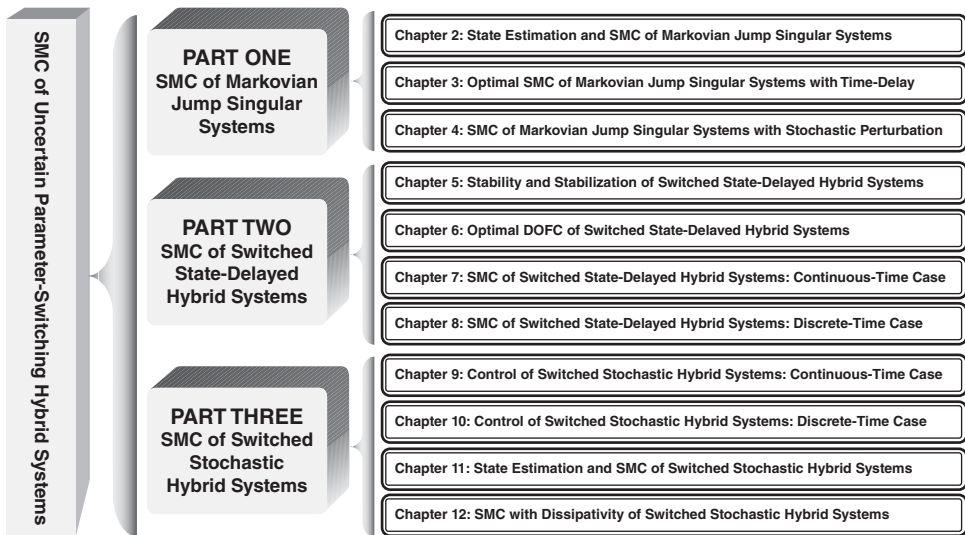 SMC of Uncertain Parameter-Switching Hybrid Systems
PART ONE
SMC of Markovian
Jump Singular
Systems
Chapter 2: State Estimation and SMC of Markovian Jump Singular Systems
Chapter 3: Optimal SMC of Markovian Jump Singular Systems with Time-Delay
Chapter 4: SMC of Markovian Jump Singular Systems with Stochastic Perturbation
PART TWO
SMC of Switched
State-Delayed
Hybrid Systems
Chapter 5: Stability and Stabilization of Switched State-Delayed Hybrid Systems
Chapter 6: Optimal DOFC of Switched State-Delaved Hybrid Systems
Chapter 7: SMC of Switched State-Delayed Hybrid Systems: Continuous-Time Case
Chapter 8: SMC of Switched State-Delayed Hybrid Systems: Discrete-Time Case
PART THREE
SMC of Switched
Stochastic
Hybrid Systems
Chapter 9: Control of Switched Stochastic Hybrid Systems: Continuous-Time Case
Chapter 10: Control of Switched Stochastic Hybrid Systems: Discrete-Time Case
Chapter 11: State Estimation and SMC of Switched Stochastic Hybrid Systems
Chapter 12: SMC with Dissipativity of Switched Stochastic Hybrid Systems